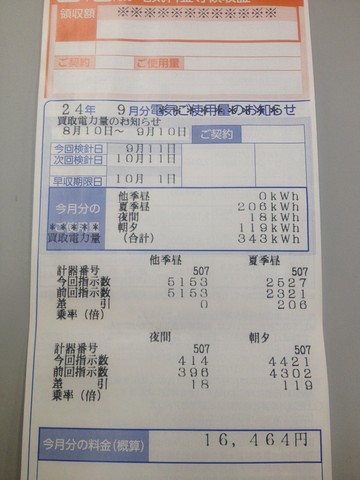 領収額 ※※※※※※※※※※※※
ご契約 ご使用量
24年 9月分 電気ご使用量のお知らせ
買取電力量のお知らせ
8月10日~ 9月10日 ご契約
今回検針日 9月11日
次回検針日 10月11日
早収期限日 10月 1日
今月分の
他季昼 0kWh
夏季昼 206kWh
夜間 18kWh
朝夕 119kWh
(合計) 343kWh
*****
買取電力量
他季昼 夏季昼
計器番号 507 507
今回指示数 5153 2527
前回指示数 5153 2321
差引 0 206
乗率(倍)
夜間 朝夕
計器番号 507 507
今回指示数 414 4421
前回指示数 396 4302
差引 18 119
乗率(倍)
今月分の料金(概算) 16,464円